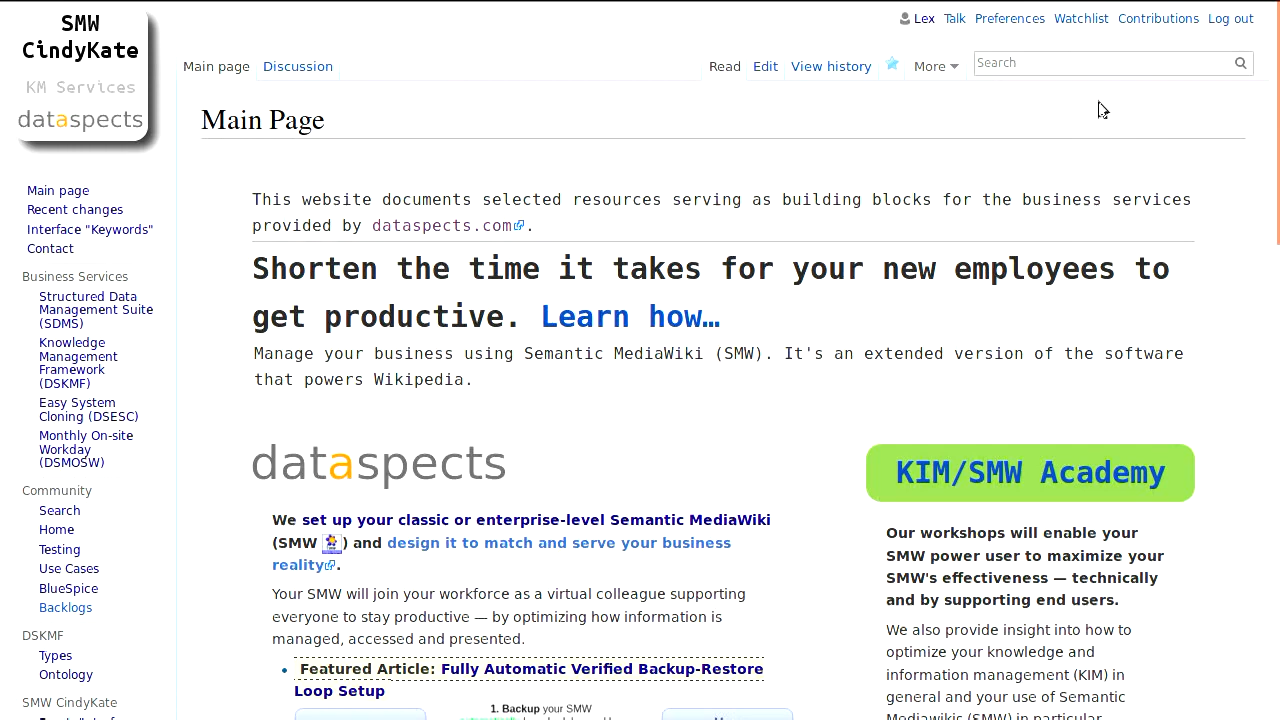 SMW
CindyKate
KM Services
dataspects
Lex Talk Preferences Watchlist Contributions Log out
Main page Discussion Read Edit View history More Search
Main Page
Main page
Recent changes
Interface "Keywords"
Contact
Business Services
Structured Data
Management Suite
(SDMS)
Knowledge
Management
Framework
(DSKMF)
Easy System
Cloning (DSESC)
Monthly On-site
Workday
(DSMOSW)
Community
Search
Home
Testing
Use Cases
BlueSpice
Backlogs
DSKMF
Types
Ontology
SMW CindyKate
This website documents selected resources serving as building blocks for the business services
provided by dataspects.com.
Shorten the time it takes for your new employees to
get productive. Learn how…
Manage your business using Semantic MediaWiki (SMW). It's an extended version of the software
that powers Wikipedia.
dataspects
We set up your classic or enterprise-level Semantic MediaWiki
(SMW ) and design it to match and serve your business
reality.
Your SMW will join your workforce as a virtual colleague supporting
everyone to stay productive — by optimizing how information is
managed, accessed and presented.
• Featured Article: Fully Automatic Verified Backup-Restore
Loop Setup
1. Backup your SMW
KIM/SMW Academy
Our workshops will enable your
SMW power user to maximize your
SMW's effectiveness — technically
and by supporting end users.
We also provide insight into how to
optimize your knowledge and
information management (KIM) in
general and your use of Semantic
Mediawikis (SMW) in particular